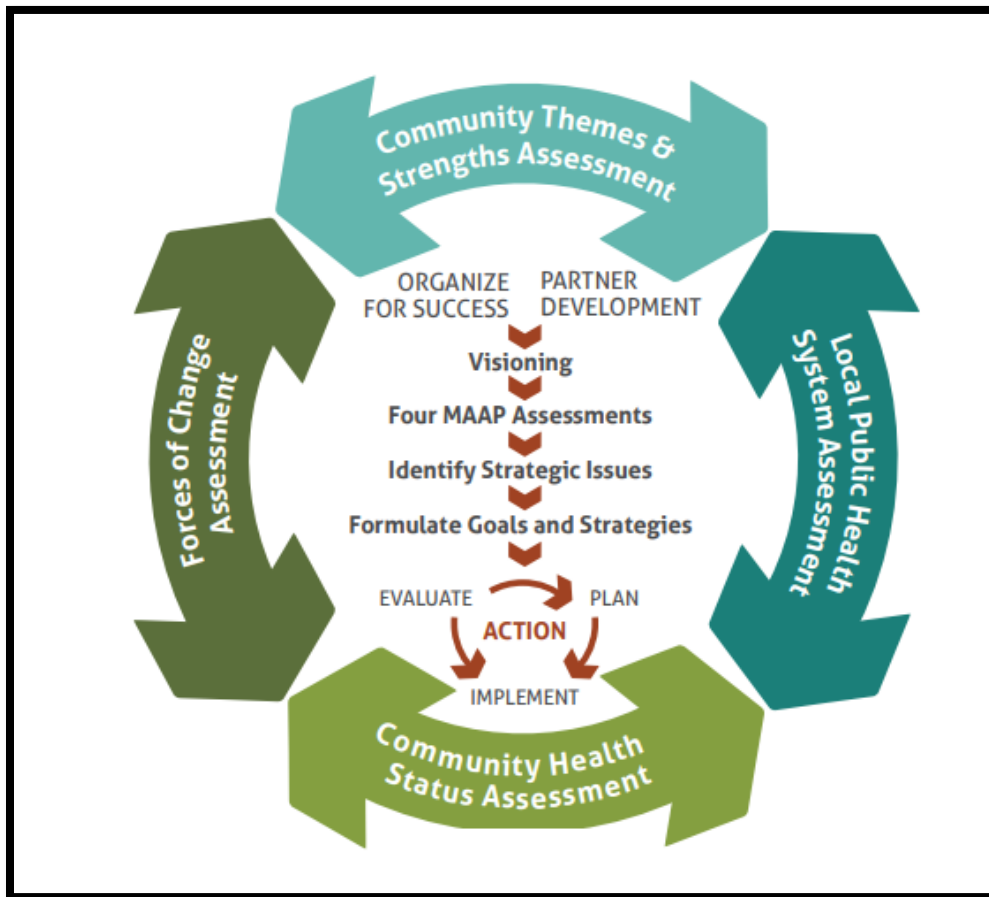 Community Themes &
Strengths Assessment
ORGANIZE
FOR SUCCESS
PARTNER
DEVELOPMENT
Visioning
Four MAAP Assessments
Identify Strategic Issues
Formulate Goals and Strategies
EVALUATE
PLAN
ACTION
IMPLEMENT
Forces of Change
Assessment
Local Public Health
System Assessment
Community Health
Status Assessment